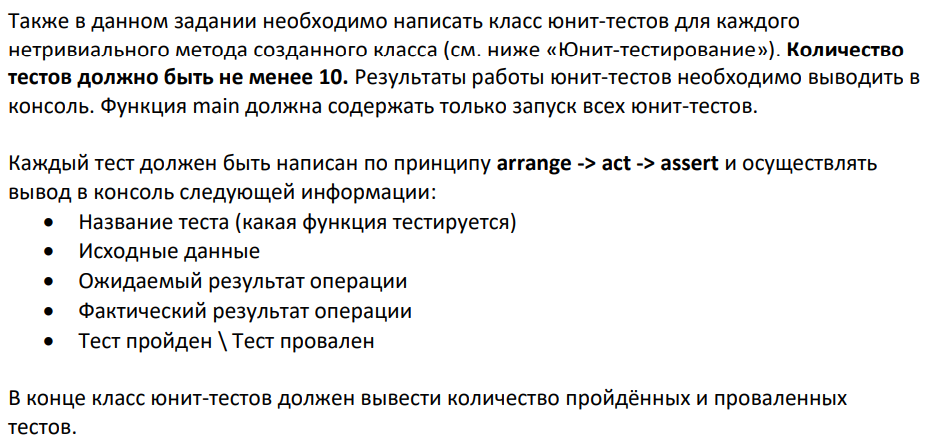 Также в данном задании необходимо написать класс юнит-тестов для каждого
нетривиального метода созданного класса (см. ниже «Юнит-тестирование»). Количество
тестов должно быть не менее 10. Результаты работы юнит-тестов необходимо выводить в
консоль. Функция main должна содержать только запуск всех юнит-тестов.
Каждый тест должен быть написан по принципу arrange -> act -> assert и осуществлять
вывод в консоль следующей информации:
• Название теста (какая функция тестируется)
• Исходные данные
• Ожидаемый результат операции
• Фактический результат операции
• Тест пройден \ Тест провален
В конце класс юнит-тестов должен вывести количество пройдённых и проваленных
тестов.